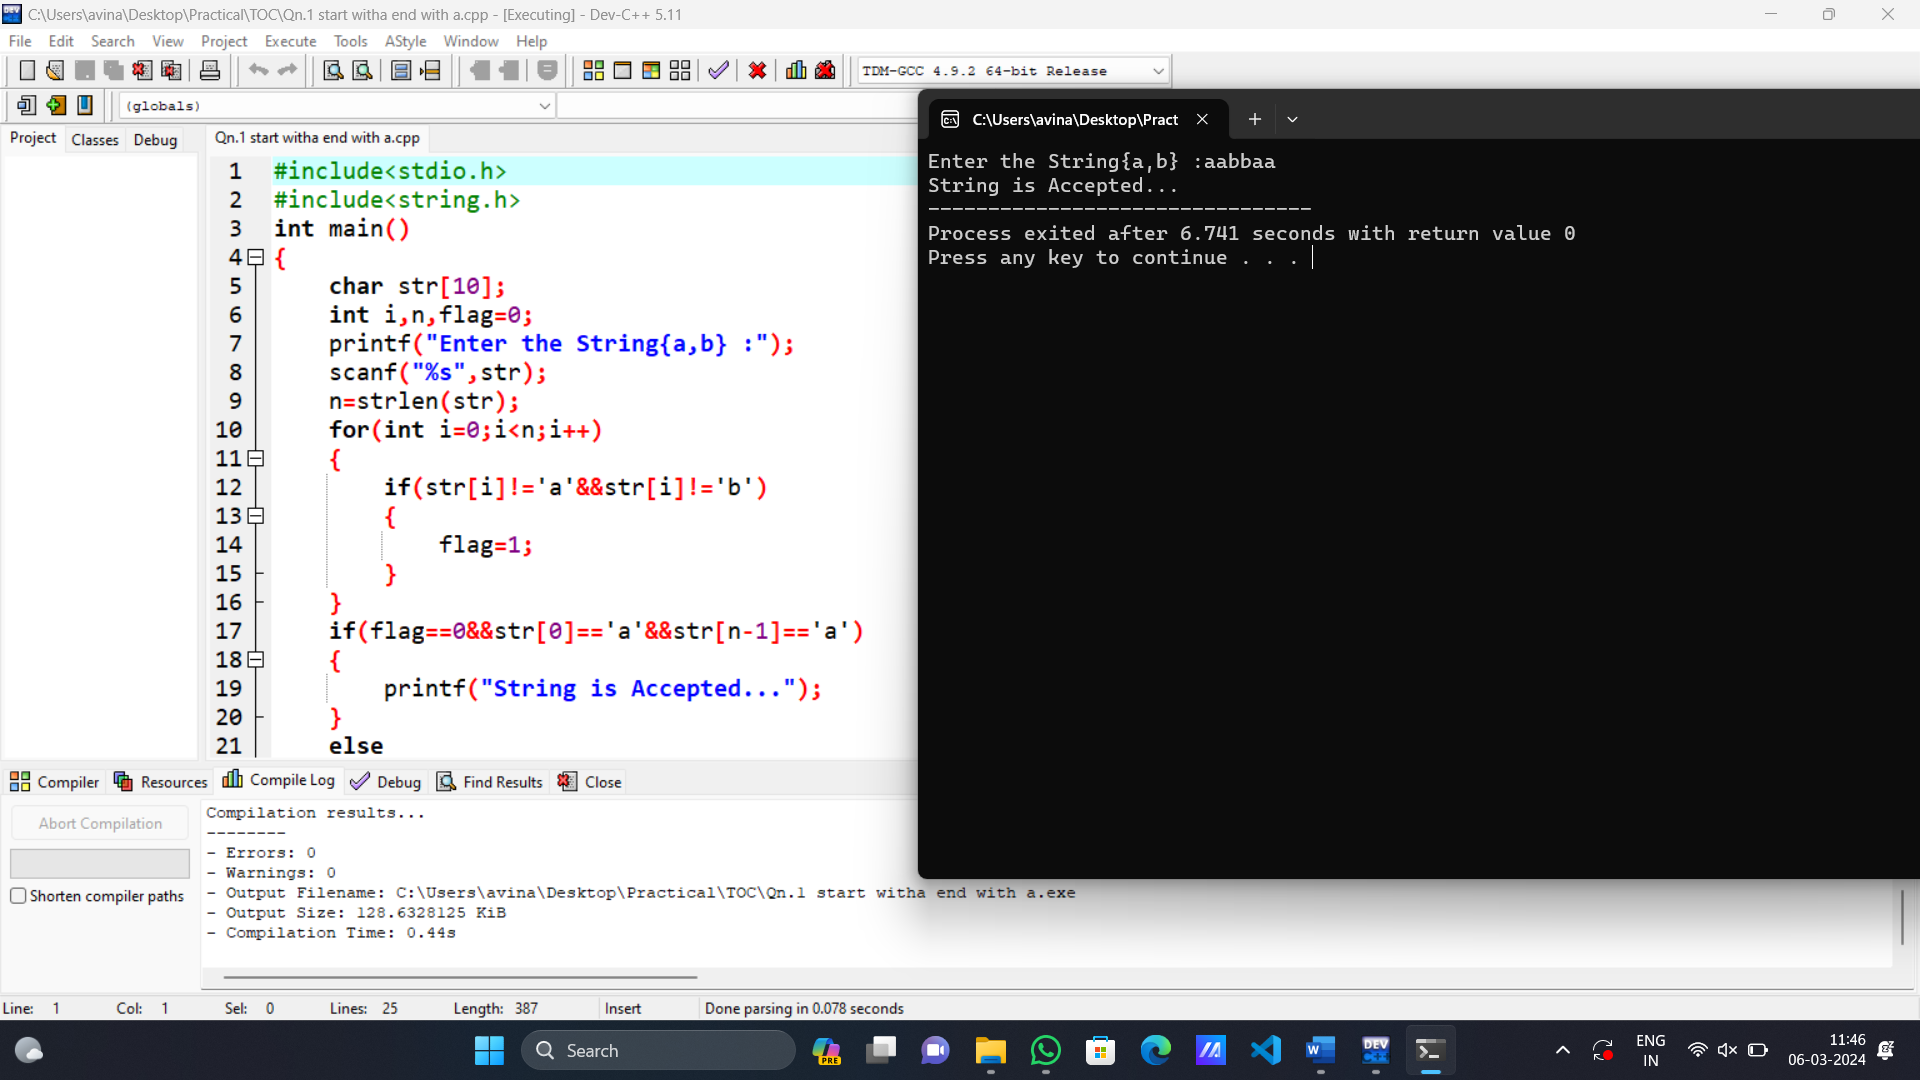 C:\Users\avina\Desktop\Practical\TOC\Qn.1 start witha end with a.cpp - [Executing] - Dev-C++ 5.11
File Edit Search View Project Execute Tools AStyle Window Help
TDM-GCC 4.9.2 64-bit Release
(globals)
Project Classes Debug
Qn.1 start witha end with a.cpp
1 #include<stdio.h>
2 #include<string.h>
3 int main()
4 {
5 char str[10];
6 int i,n,flag=0;
7 printf("Enter the String{a,b} :");
8 scanf("%s",str);
9 n=strlen(str);
10 for(int i=0;i<n;i++)
11 {
12 if(str[i]!='a'&&str[i]!='b')
13 {
14 flag=1;
15 }
16 }
17 if(flag==0&&str[0]=='a'&&str[n-1]=='a')
18 {
19 printf("String is Accepted...");
20 }
21 else
C:\Users\avina\Desktop\Pract
Enter the String{a,b} :aabbaa
String is Accepted...
--------------------------------
Process exited after 6.741 seconds with return value 0
Press any key to continue . . .
Compiler Resources Compile Log Debug Find Results Close
Abort Compilation
Shorten compiler paths
Compilation results...
--------
- Errors: 0
- Warnings: 0
- Output Filename: C:\Users\avina\Desktop\Practical\TOC\Qn.1 start witha end with a.exe
- Output Size: 128.6328125 KiB
- Compilation Time: 0.44s
Line: 1 Col: 1 Sel: 0 Lines: 25 Length: 387 Insert Done parsing in 0.078 seconds
Search
PRE
DEV C++
ENG
IN
11:46
06-03-2024